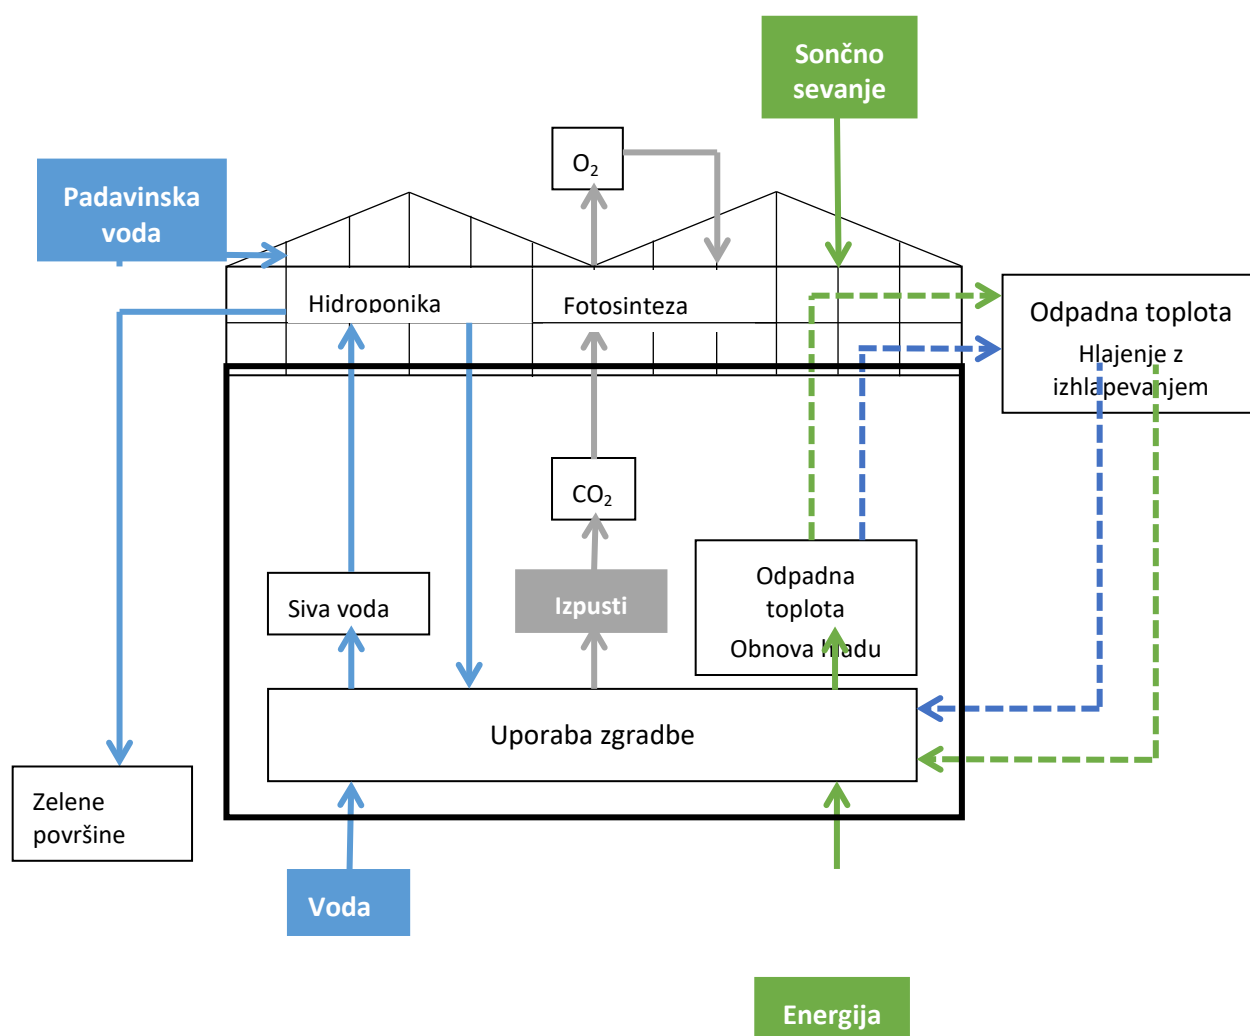 Sončno
sevanje
O₂
Padavinska
voda
Hidroponika
Fotosinteza
Odpadna toplota
Hlajenje z
izhlapevanjem
CO₂
Siva voda
Izpusti
Odpadna
toplota
Obnova hladu
Uporaba zgradbe
Zelene
površine
Voda
Energija